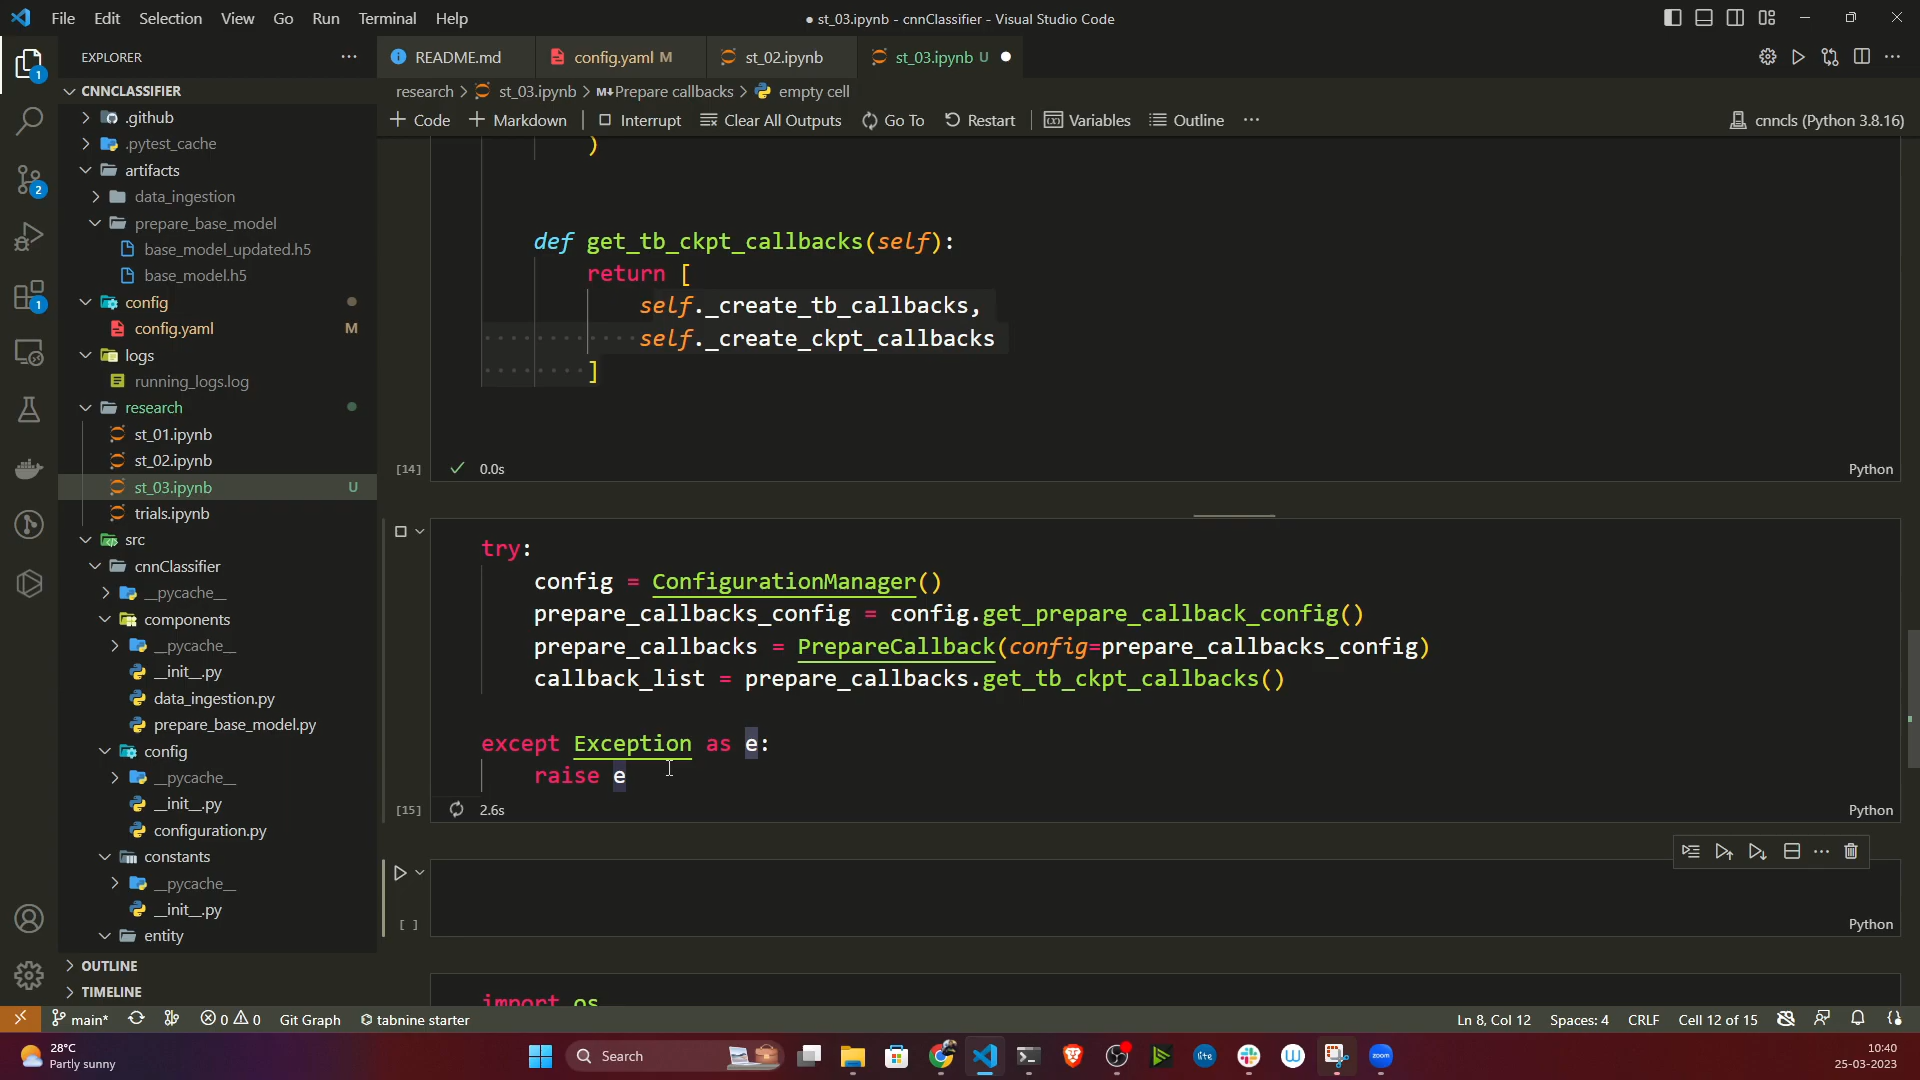 File Edit Selection View Go Run Terminal Help
● st_03.ipynb - cnnClassifier - Visual Studio Code
EXPLORER
README.md
config.yaml M
st_02.ipynb
st_03.ipynb U
research > st_03.ipynb > M↓Prepare callbacks > empty cell
Code Markdown Interrupt Clear All Outputs Go To Restart Variables Outline
cnncls (Python 3.8.16)
CNNCLASSIFIER
.github
.pytest_cache
artifacts
data_ingestion
prepare_base_model
base_model_updated.h5
base_model.h5
config
config.yaml M
logs
running_logs.log
research
st_01.ipynb
st_02.ipynb
st_03.ipynb U
trials.ipynb
src
cnnClassifier
__pycache__
components
__pycache__
__init__.py
data_ingestion.py
prepare_base_model.py
config
__pycache__
__init__.py
configuration.py
constants
__pycache__
__init__.py
entity
OUTLINE
TIMELINE
1
2
1
)
def get_tb_ckpt_callbacks(self):
return [
self._create_tb_callbacks,
self._create_ckpt_callbacks
]
[14] 0.0s Python
try:
config = ConfigurationManager()
prepare_callbacks_config = config.get_prepare_callback_config()
prepare_callbacks = PrepareCallback(config=prepare_callbacks_config)
callback_list = prepare_callbacks.get_tb_ckpt_callbacks()
except Exception as e:
raise e
[15] 2.6s Python
[ ] Python
import os
main* 0 0 Git Graph tabnine starter
Ln 8, Col 12 Spaces: 4 CRLF Cell 12 of 15
28°C
Partly sunny
Search
lite
zoom
10:40
25-03-2023